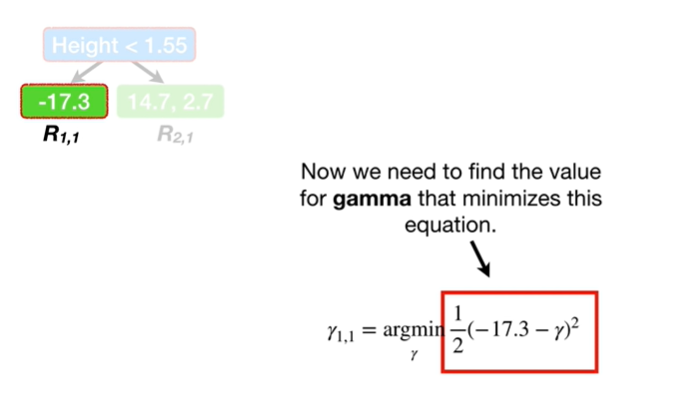 Height < 1.55
-17.3
14.7, 2.7
R1,1
R2,1
Now we need to find the value
for gamma that minimizes this
equation.
γ₁,₁ = argmin 1/2 (−17.3 − γ)²
γ